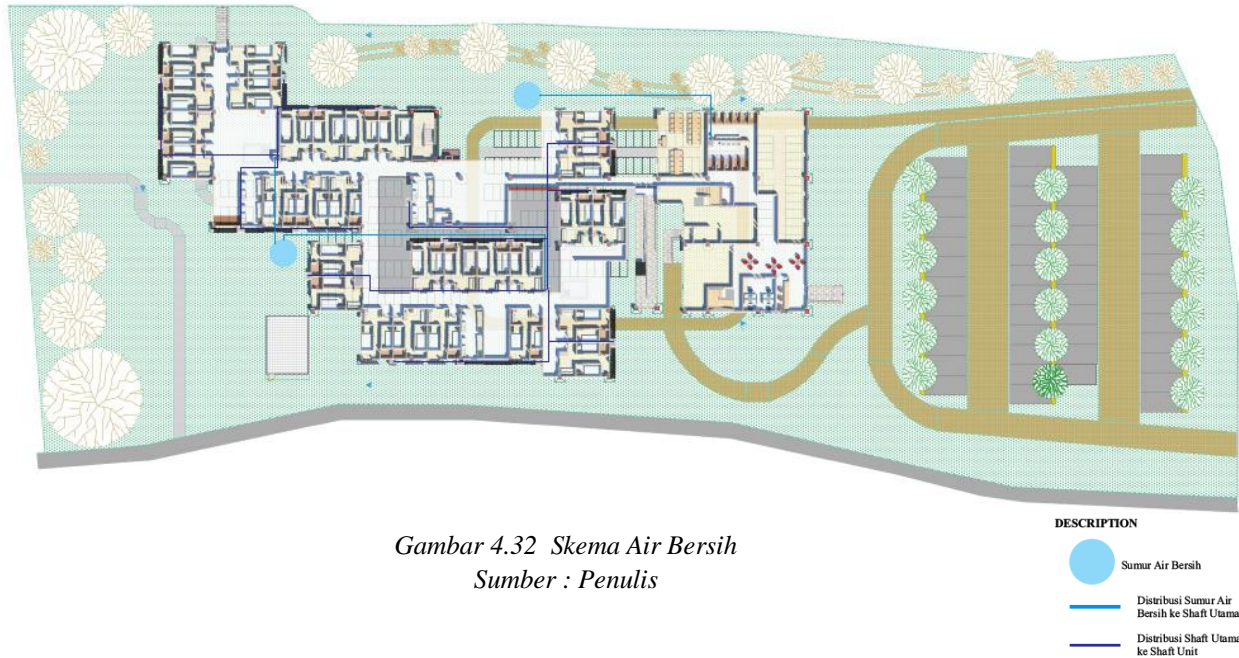 Gambar 4.32 Skema Air Bersih
Sumber : Penulis
DESCRIPTION
Sumur Air Bersih
Distribusi Sumur Air
Bersih ke Shaft Utama
Distribusi Shaft Utama
ke Shaft Unit